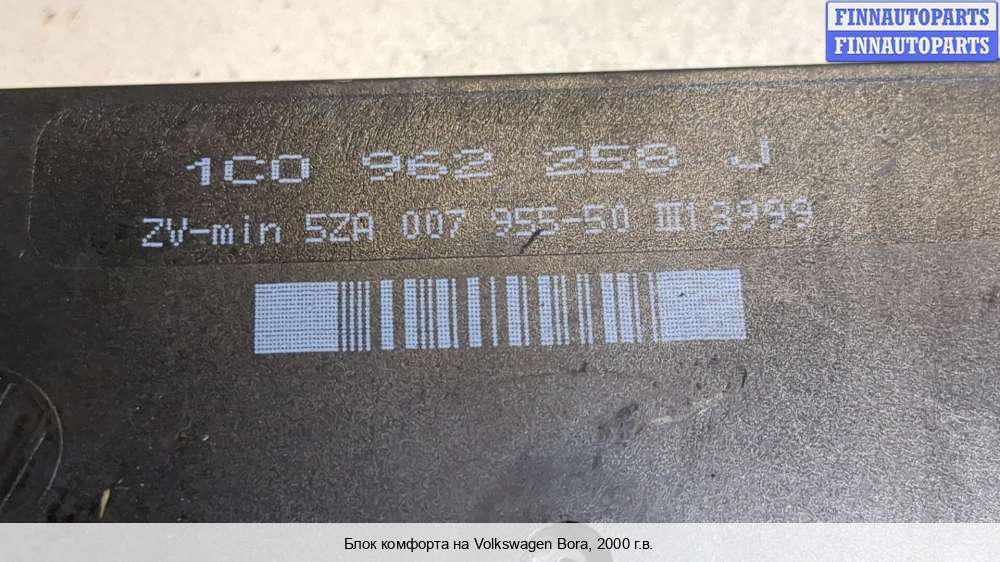 FINNAUTOPARTS
FINNAUTOPARTS
1C0 962 258 J
ZV-min 5ZA 007 955-50 13999
Блок комфорта на Volkswagen Bora, 2000 г.в.